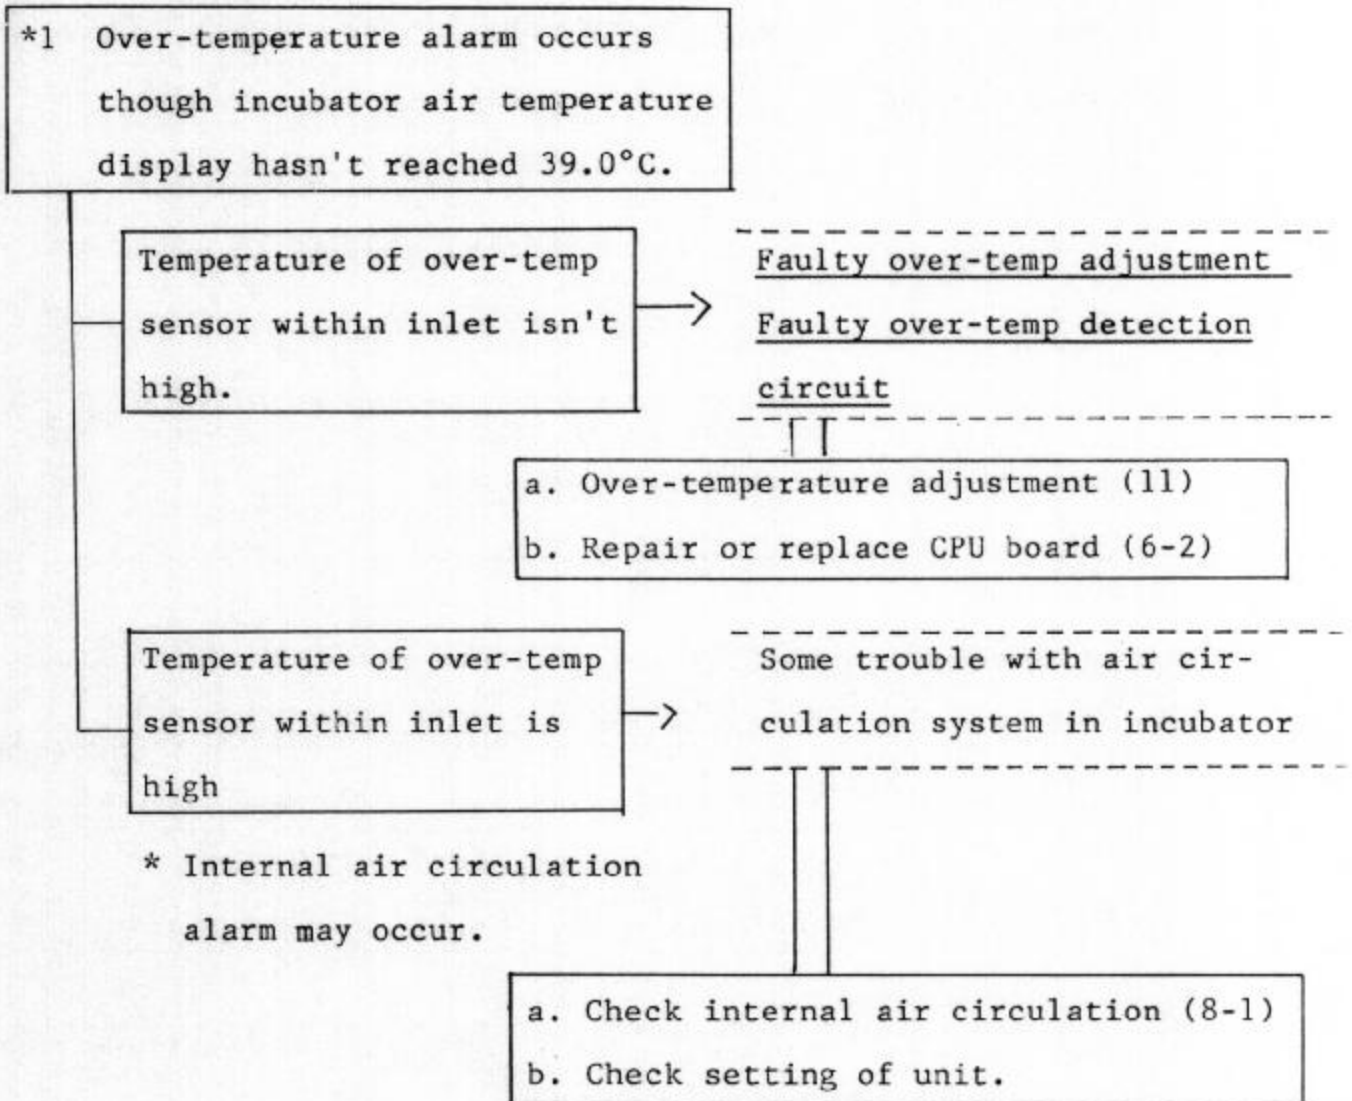 *1 Over-temperature alarm occurs
though incubator air temperature
display hasn't reached 39.0°C.
Temperature of over-temp
sensor within inlet isn't
high.
Faulty over-temp adjustment
Faulty over-temp detection
circuit
a. Over-temperature adjustment (11)
b. Repair or replace CPU board (6-2)
Temperature of over-temp
sensor within inlet is
high
Some trouble with air cir-
culation system in incubator
* Internal air circulation
alarm may occur.
a. Check internal air circulation (8-1)
b. Check setting of unit.